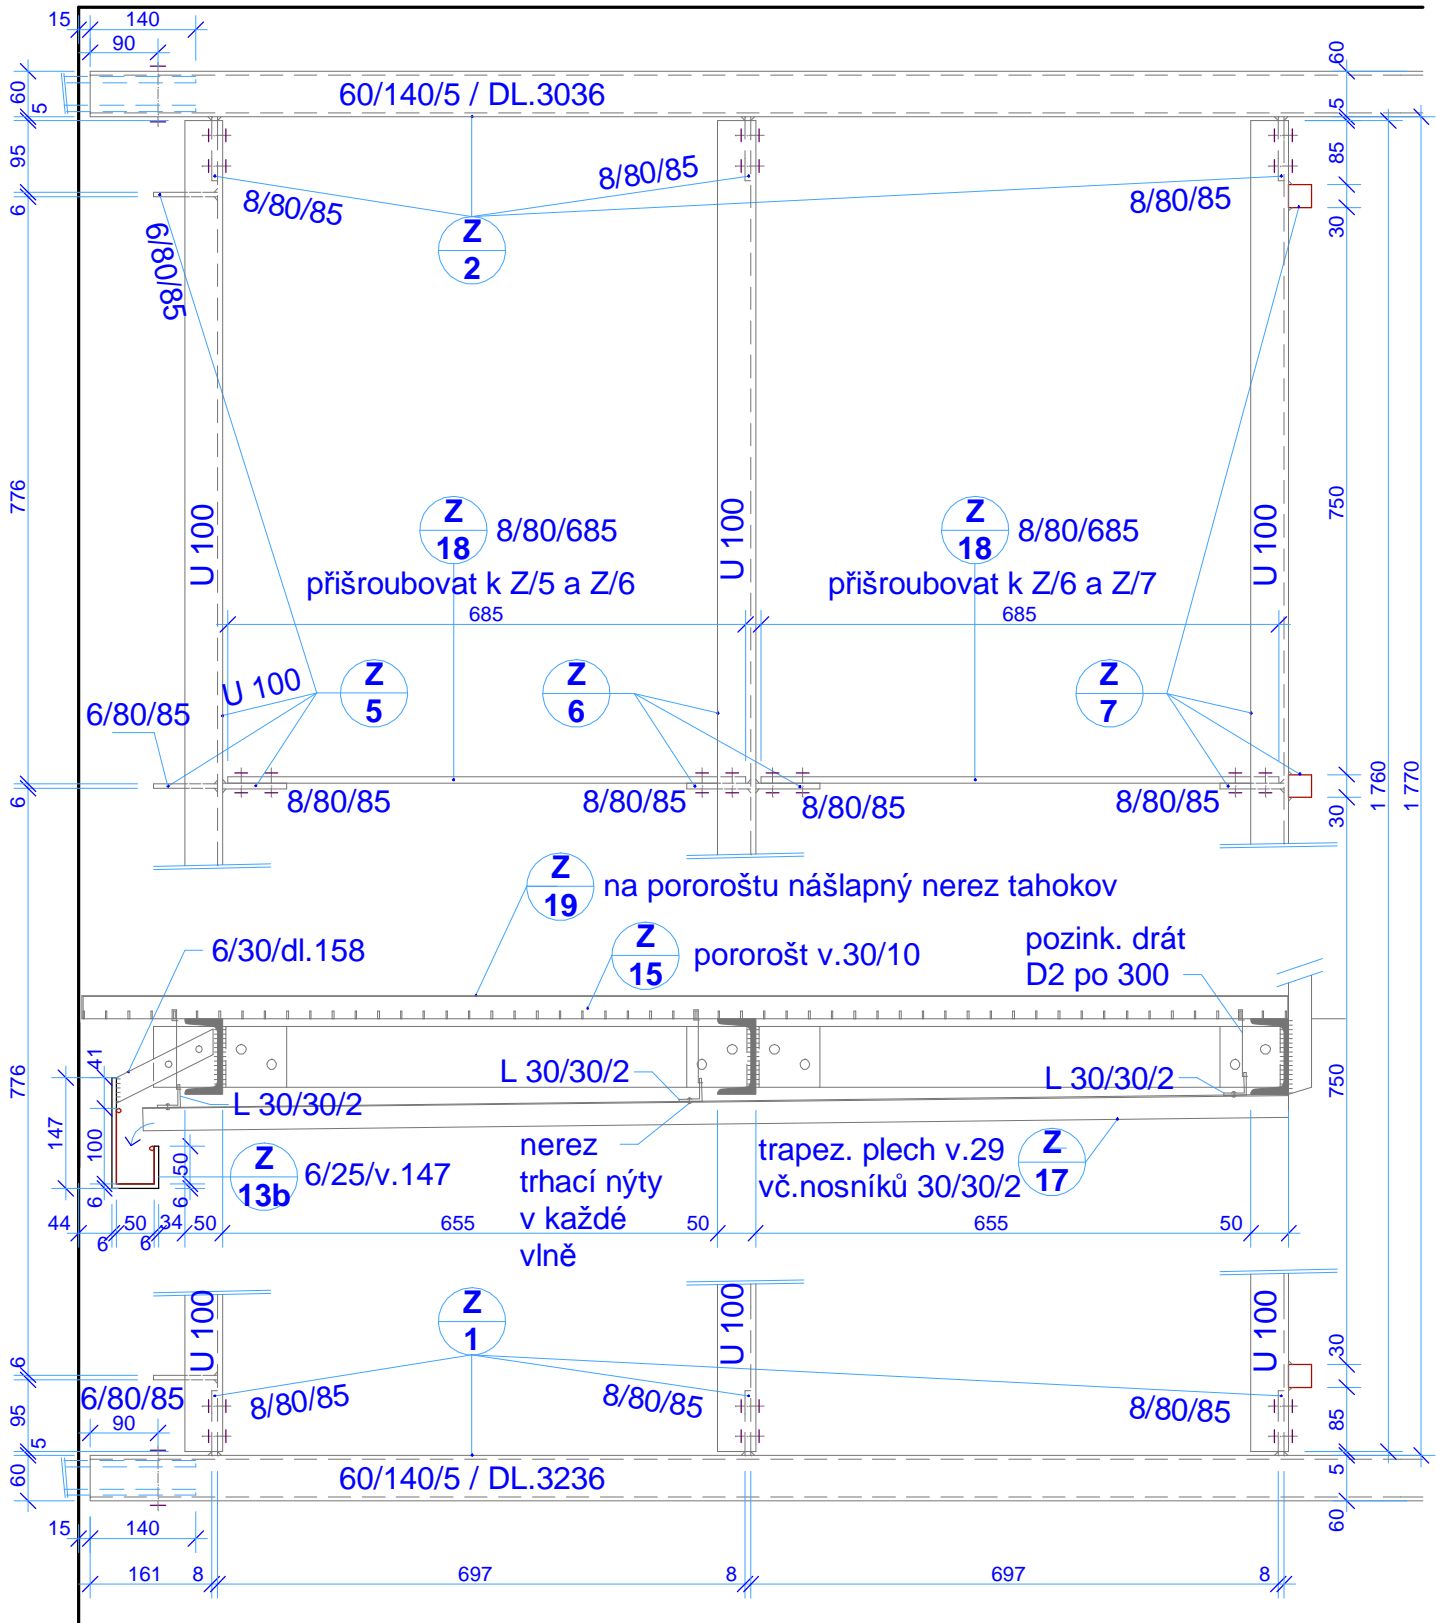 15
140
90
60
60
5
60/140/5 / DL.3036
5
95
8/80/85
85
8/80/85
8/80/85
6
30
Z
2
6/80/85
776
750
U 100
U 100
U 100
Z
18
8/80/685
Z
18
8/80/685
přišroubovat k Z/5 a Z/6
přišroubovat k Z/6 a Z/7
685
685
U 100
Z
5
Z
6
Z
7
6/80/85
1 760
1 770
6
8/80/85
8/80/85
8/80/85
8/80/85
30
Z
19
na pororoštu nášlapný nerez tahokov
6/30/dl.158
Z
15
pororošt v.30/10
pozink. drát
D2 po 300
41
776
L 30/30/2
L 30/30/2
L 30/30/2
750
147
100
50
6
6
Z
13b
6/25/v.147
nerez
trhací nýty
v každé
vlně
trapez. plech v.29
vč.nosníků 30/30/2
Z
17
44
50
34
50
655
50
655
50
6
6
U 100
U 100
U 100
Z
1
6
30
6/80/85
8/80/85
8/80/85
8/80/85
95
90
85
5
5
60
60/140/5 / DL.3236
60
15
140
161
8
697
8
697
8